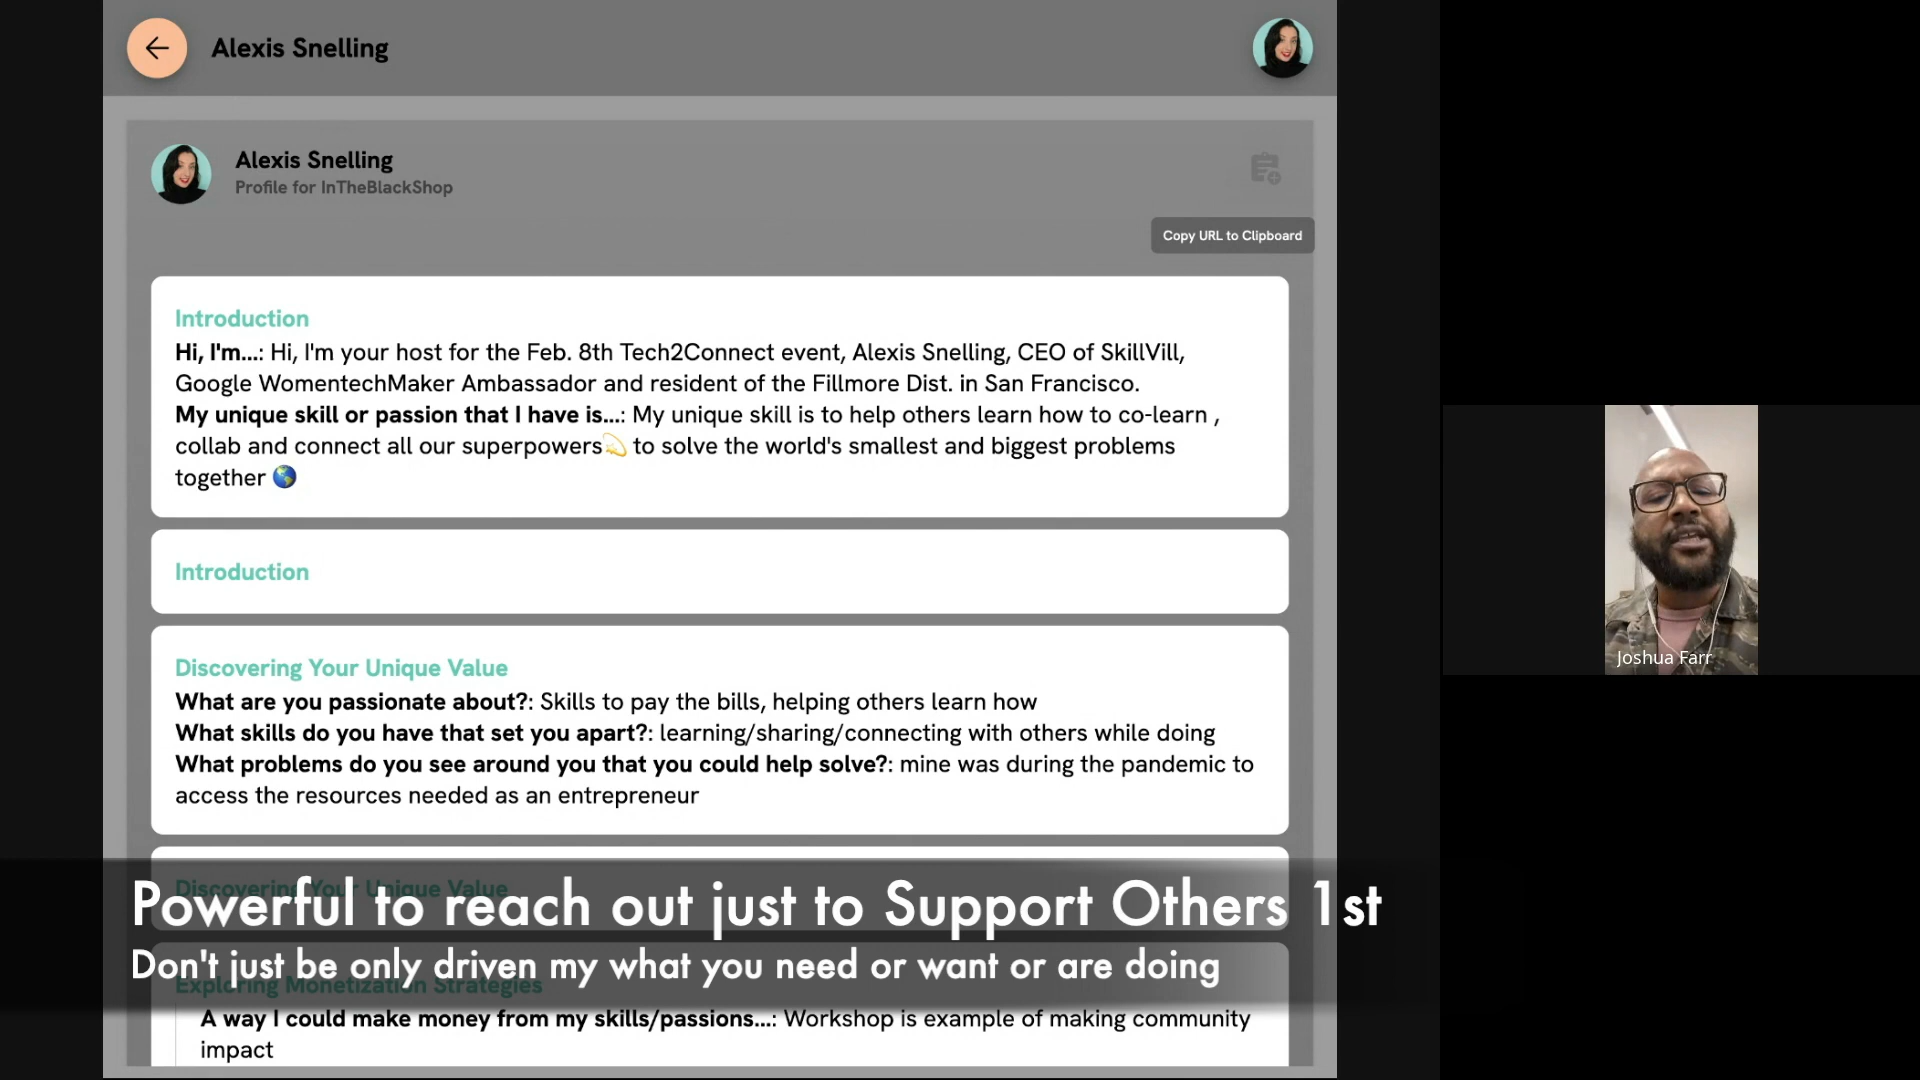 Alexis Snelling
Alexis Snelling
Profile for InTheBlackShop
Copy URL to Clipboard
Introduction
Hi, I'm...: Hi, I'm your host for the Feb. 8th Tech2Connect event, Alexis Snelling, CEO of SkillVill,
Google WomentechMaker Ambassador and resident of the Fillmore Dist. in San Francisco.
My unique skill or passion that I have is...: My unique skill is to help others learn how to co-learn ,
collab and connect all our superpowers💫 to solve the world's smallest and biggest problems
together 🌎
Introduction
Discovering Your Unique Value
What are you passionate about?: Skills to pay the bills, helping others learn how
What skills do you have that set you apart?: learning/sharing/connecting with others while doing
What problems do you see around you that you could help solve?: mine was during the pandemic to
access the resources needed as an entrepreneur
Discovering Your Unique Value
Powerful to reach out just to Support Others 1st
Don't just be only driven my what you need or want or are doing
Exploring Monetization Strategies
A way I could make money from my skills/passions...: Workshop is example of making community
impact
Joshua Farr